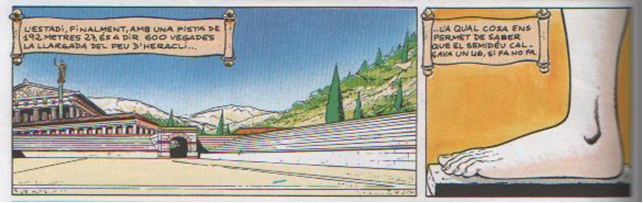 L'ESTADI, FINALMENT, AMB UNA PISTA DE
192 METRES 27, ÉS A DIR 600 VEGADES
LA LLARGADA DEL PEU D'HERACLI...
...LA QUAL COSA ENS
PERMET DE SABER
QUE EL SEMIDÉU CAL-
ÇAVA UN 46, SI FA NO FA.